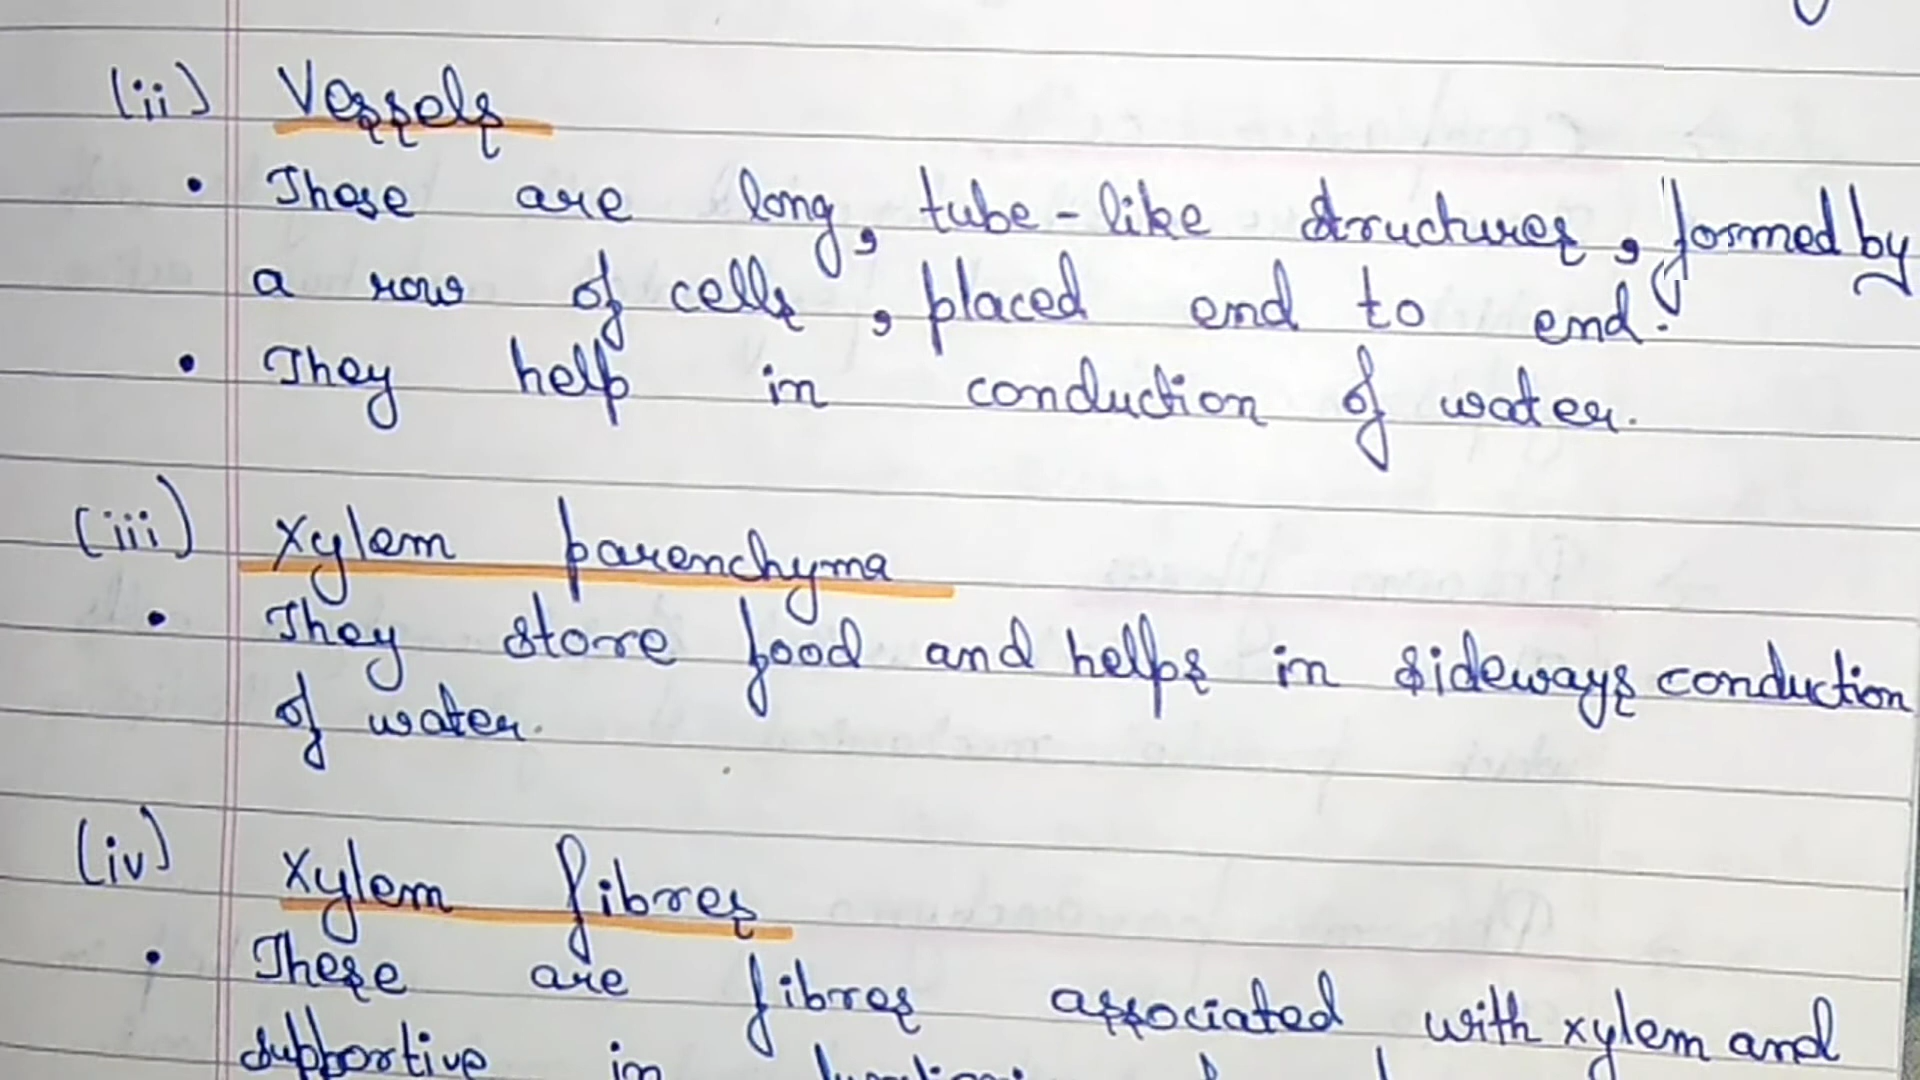 (ii) Vessels
• These are long, tube-like structures, formed by
a row of cells, placed end to end.
• They help in conduction of water.
(iii) Xylem parenchyma
• They store food and helps in sideways conduction
of water.
(iv) Xylem fibres
• These are fibres associated with xylem and
supportive in